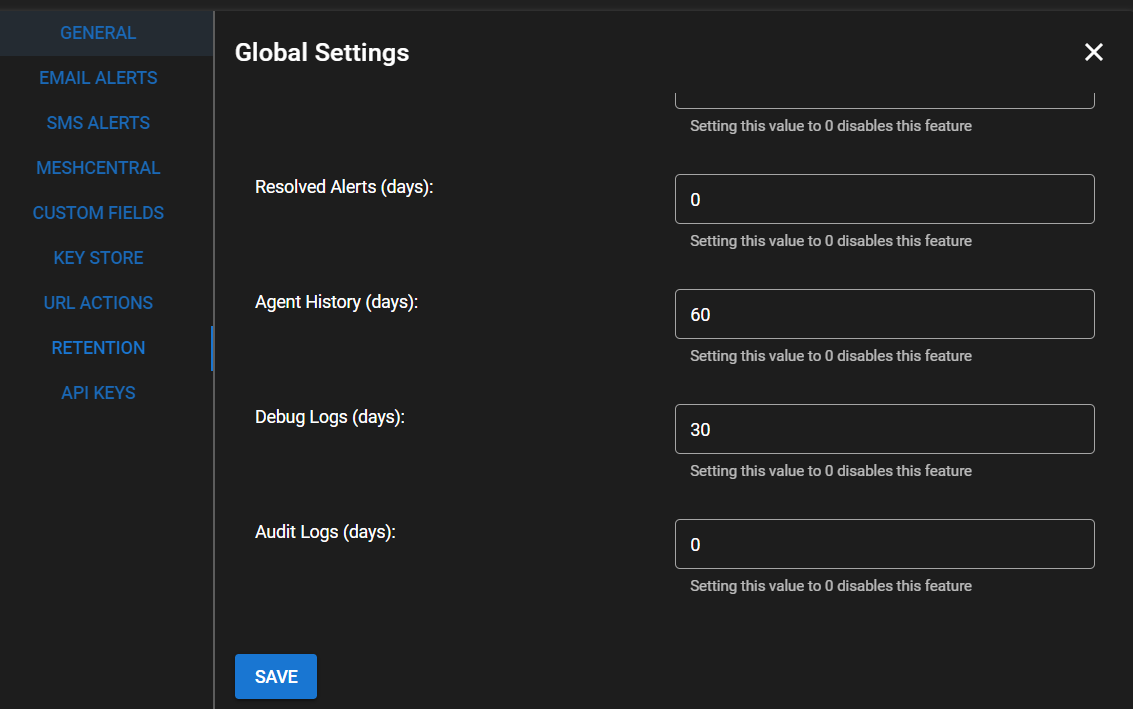 GENERAL
EMAIL ALERTS
SMS ALERTS
MESHCENTRAL
CUSTOM FIELDS
KEY STORE
URL ACTIONS
RETENTION
API KEYS
Global Settings
Setting this value to 0 disables this feature
Resolved Alerts (days):
0
Setting this value to 0 disables this feature
Agent History (days):
60
Setting this value to 0 disables this feature
Debug Logs (days):
30
Setting this value to 0 disables this feature
Audit Logs (days):
0
Setting this value to 0 disables this feature
SAVE